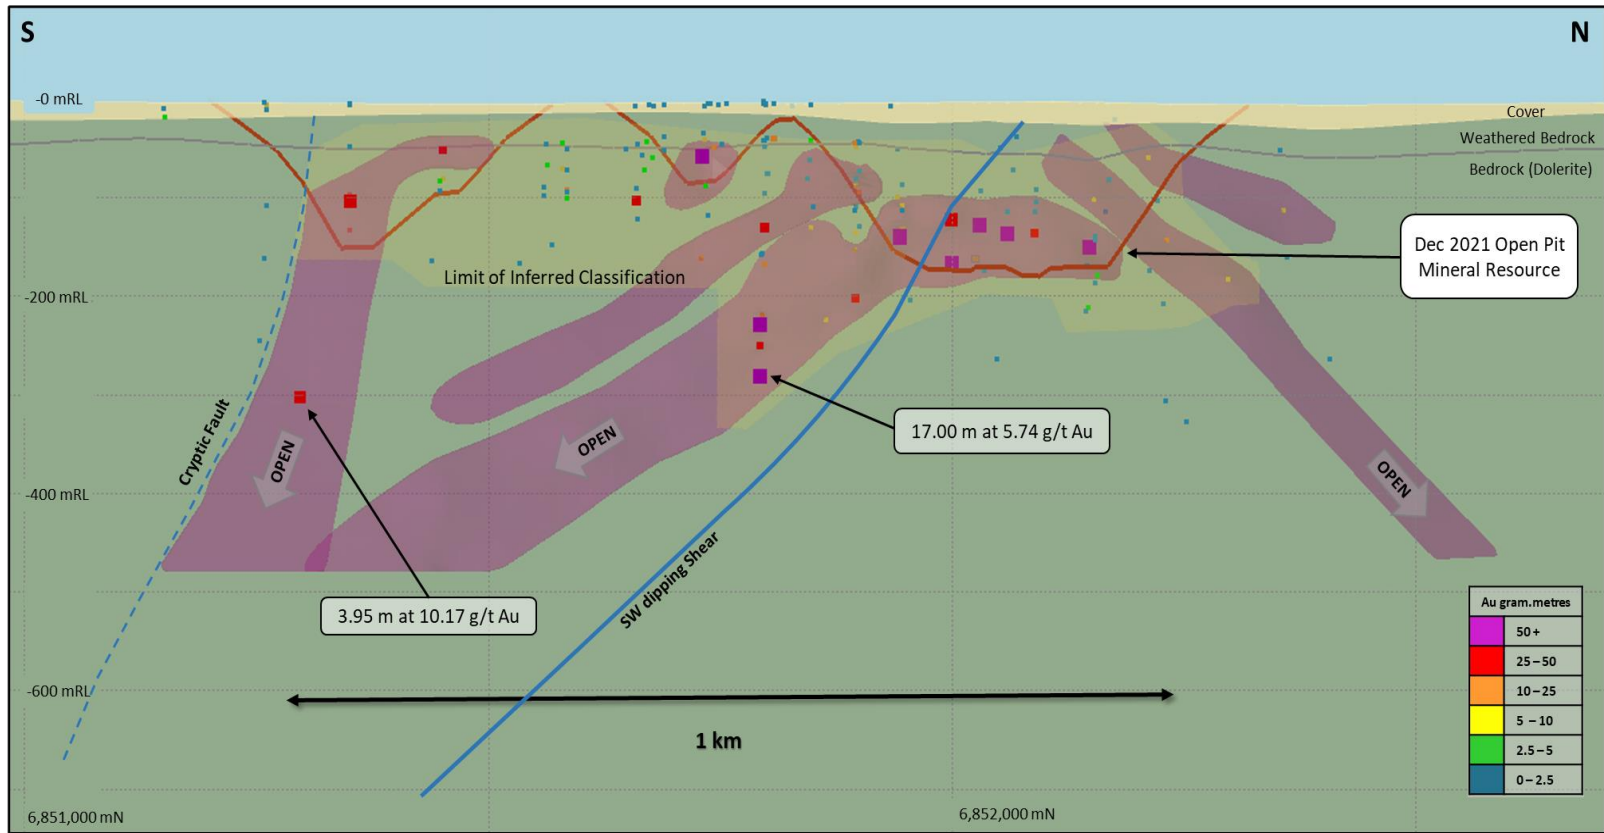 S
N
-0 mRL
Cover
Weathered Bedrock
Bedrock (Dolerite)
Dec 2021 Open Pit
Mineral Resource
Limit of Inferred Classification
-200 mRL
Cryptic Fault
OPEN
OPEN
17.00 m at 5.74 g/t Au
OPEN
-400 mRL
SW dipping Shear
3.95 m at 10.17 g/t Au
Au gram.metres
50+
25–50
10–25
5 – 10
2.5–5
0–2.5
-600 mRL
1 km
6,851,000 mN
6,852,000 mN